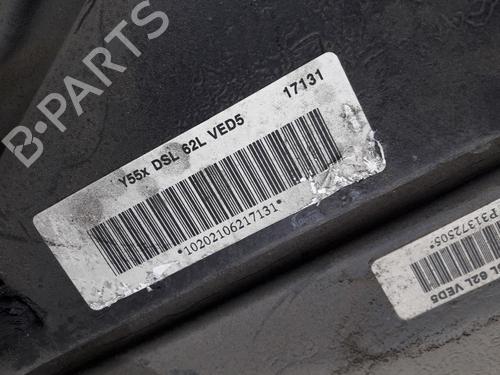 B-PARTS
Y55x DSL 62L VED5 17131
*10202106217131*
P31372505*
62L VED5